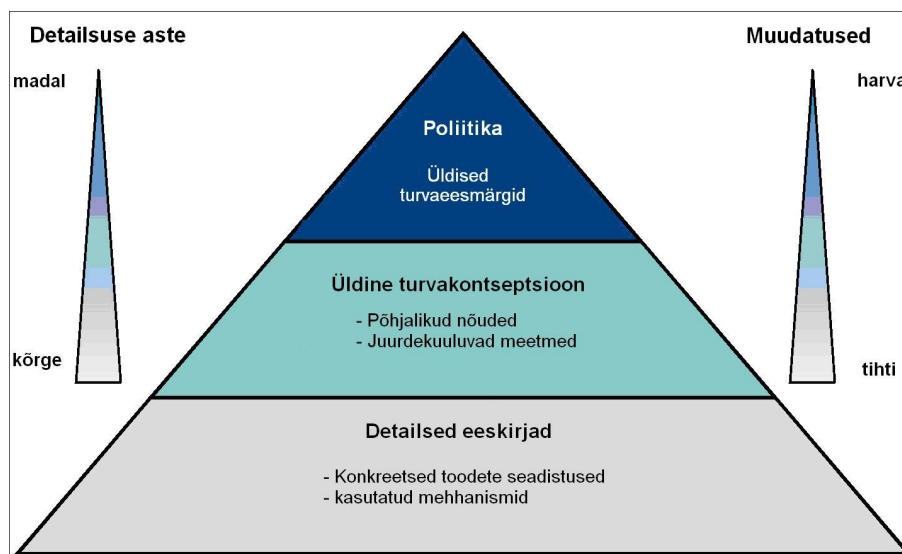 Detailsuse aste
Muudatused
madal
harva
Poliitika
Üldised
turvaeesmärgid
Üldine turvakontseptsioon
- Põhjalikud nõuded
- Juurdekuuluvad meetmed
kõrge
tihti
Detailsed eeskirjad
- Konkreetsed toodete seadistused
- kasutatud mehhanismid